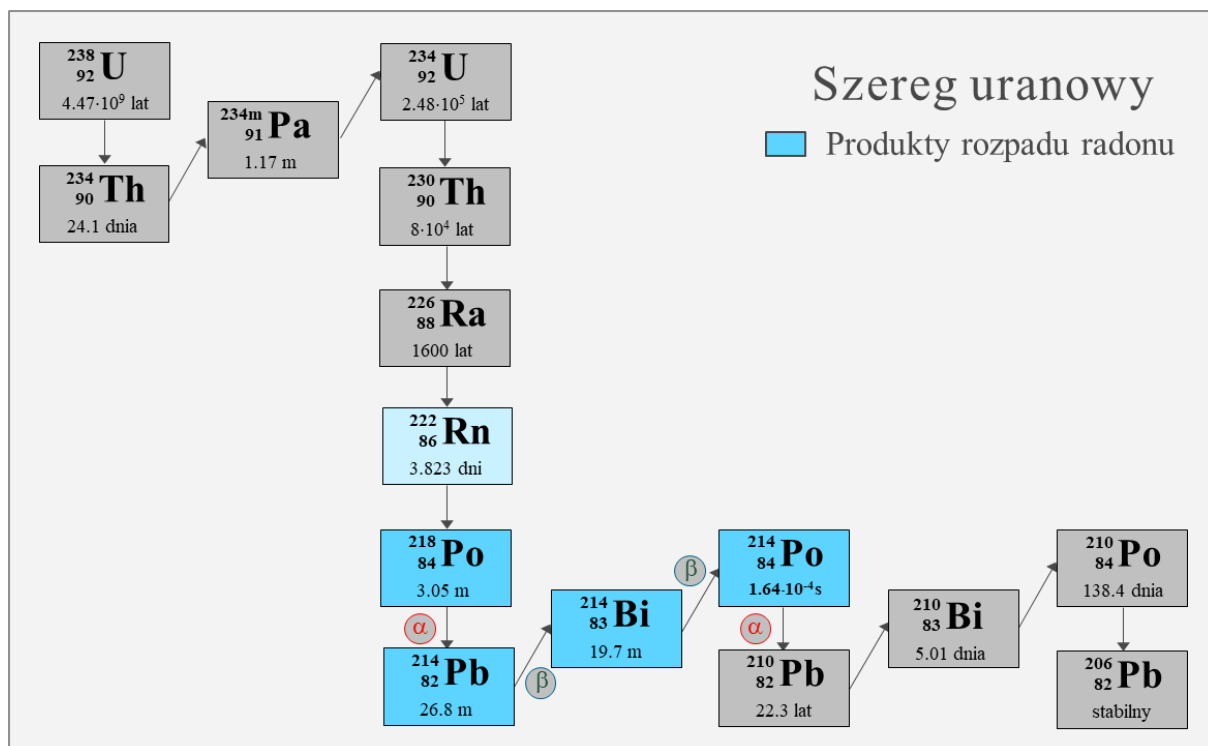 Szereg uranowy
Produkty rozpadu radonu
238
92 U
4.47·10⁹ lat
234
90 Th
24.1 dnia
234m
91 Pa
1.17 m
234
92 U
2.48·10⁵ lat
230
90 Th
8·10⁴ lat
226
88 Ra
1600 lat
222
86 Rn
3.823 dni
218
84 Po
3.05 m
α
214
82 Pb
26.8 m
β
214
83 Bi
19.7 m
β
214
84 Po
1.64·10⁻⁴s
α
210
82 Pb
22.3 lat
210
83 Bi
5.01 dnia
210
84 Po
138.4 dnia
206
82 Pb
stabilny